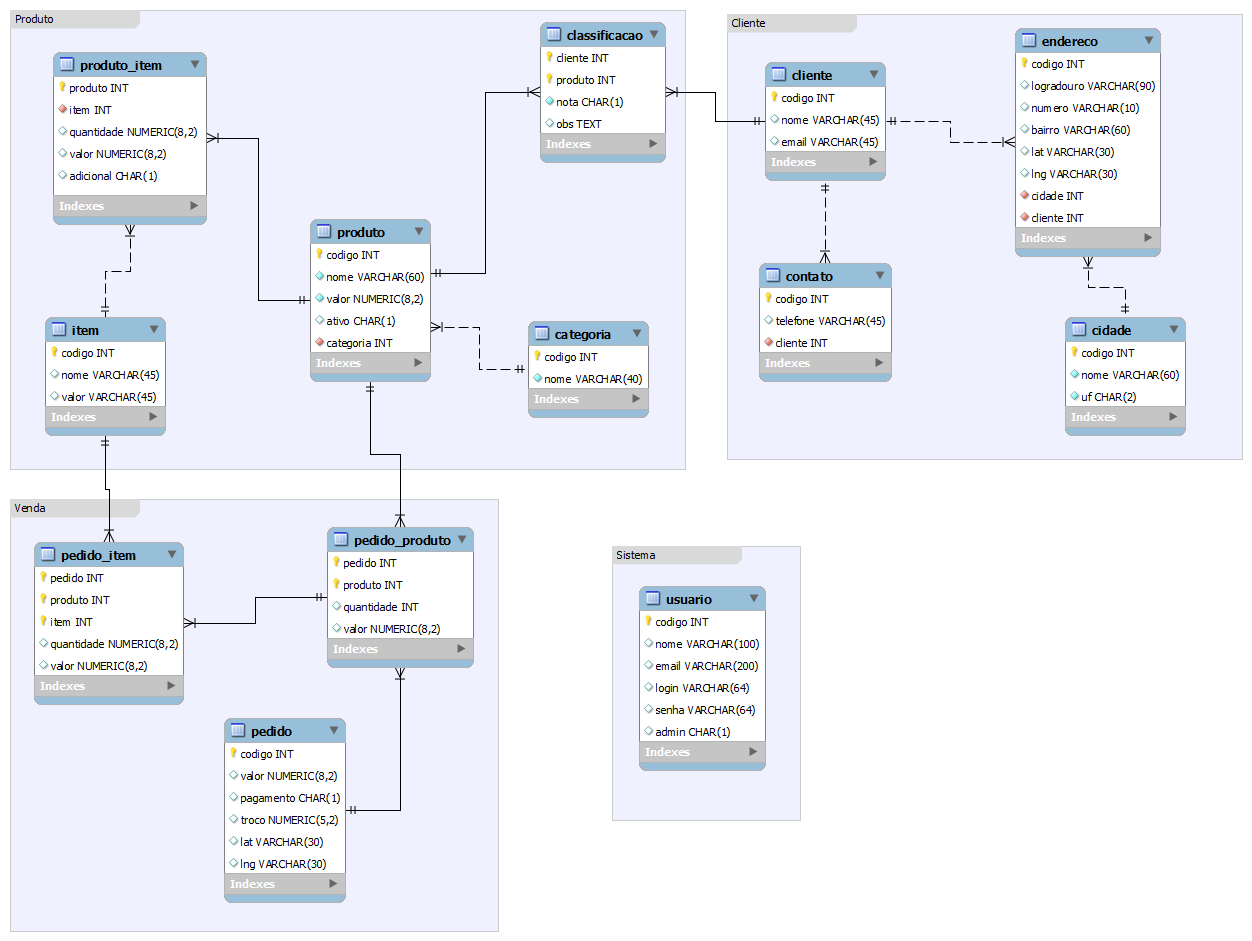 Produto
produto_item
produto INT
item INT
quantidade NUMERIC(8,2)
valor NUMERIC(8,2)
adicional CHAR(1)
Indexes
classificacao
cliente INT
produto INT
nota CHAR(1)
obs TEXT
Indexes
produto
codigo INT
nome VARCHAR(60)
valor NUMERIC(8,2)
ativo CHAR(1)
categoria INT
Indexes
item
codigo INT
nome VARCHAR(45)
valor VARCHAR(45)
Indexes
categoria
codigo INT
nome VARCHAR(40)
Indexes
Cliente
cliente
codigo INT
nome VARCHAR(45)
email VARCHAR(45)
Indexes
endereco
codigo INT
logradouro VARCHAR(90)
numero VARCHAR(10)
bairro VARCHAR(60)
lat VARCHAR(30)
lng VARCHAR(30)
cidade INT
cliente INT
Indexes
contato
codigo INT
telefone VARCHAR(45)
cliente INT
Indexes
cidade
codigo INT
nome VARCHAR(60)
uf CHAR(2)
Indexes
Venda
pedido_item
pedido INT
produto INT
item INT
quantidade NUMERIC(8,2)
valor NUMERIC(8,2)
Indexes
pedido_produto
pedido INT
produto INT
quantidade INT
valor NUMERIC(8,2)
Indexes
pedido
codigo INT
valor NUMERIC(8,2)
pagamento CHAR(1)
troco NUMERIC(5,2)
lat VARCHAR(30)
lng VARCHAR(30)
Indexes
Sistema
usuario
codigo INT
nome VARCHAR(100)
email VARCHAR(200)
login VARCHAR(64)
senha VARCHAR(64)
admin CHAR(1)
Indexes